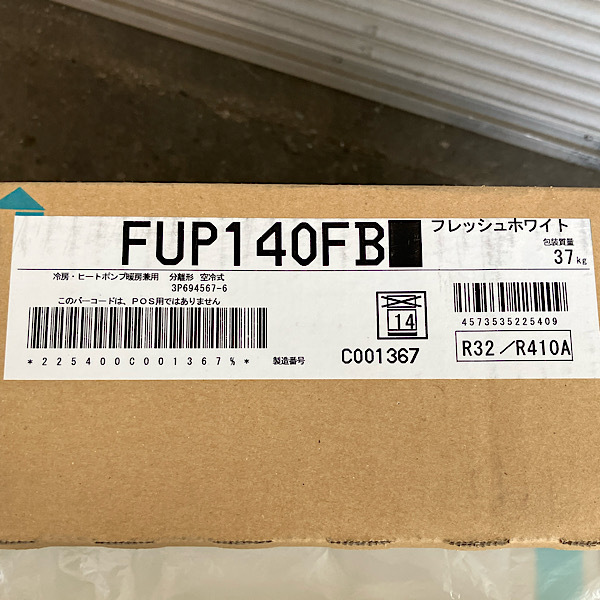 FUP140FB
フレッシュホワイト
包装質量
37kg
冷房・ヒートポンプ暖房兼用 分離形 空冷式
3P694567-6
このバーコードは、POS用ではありません
*225400C001367%*
製造番号
C001367
14
4573535225409
R32/R410A